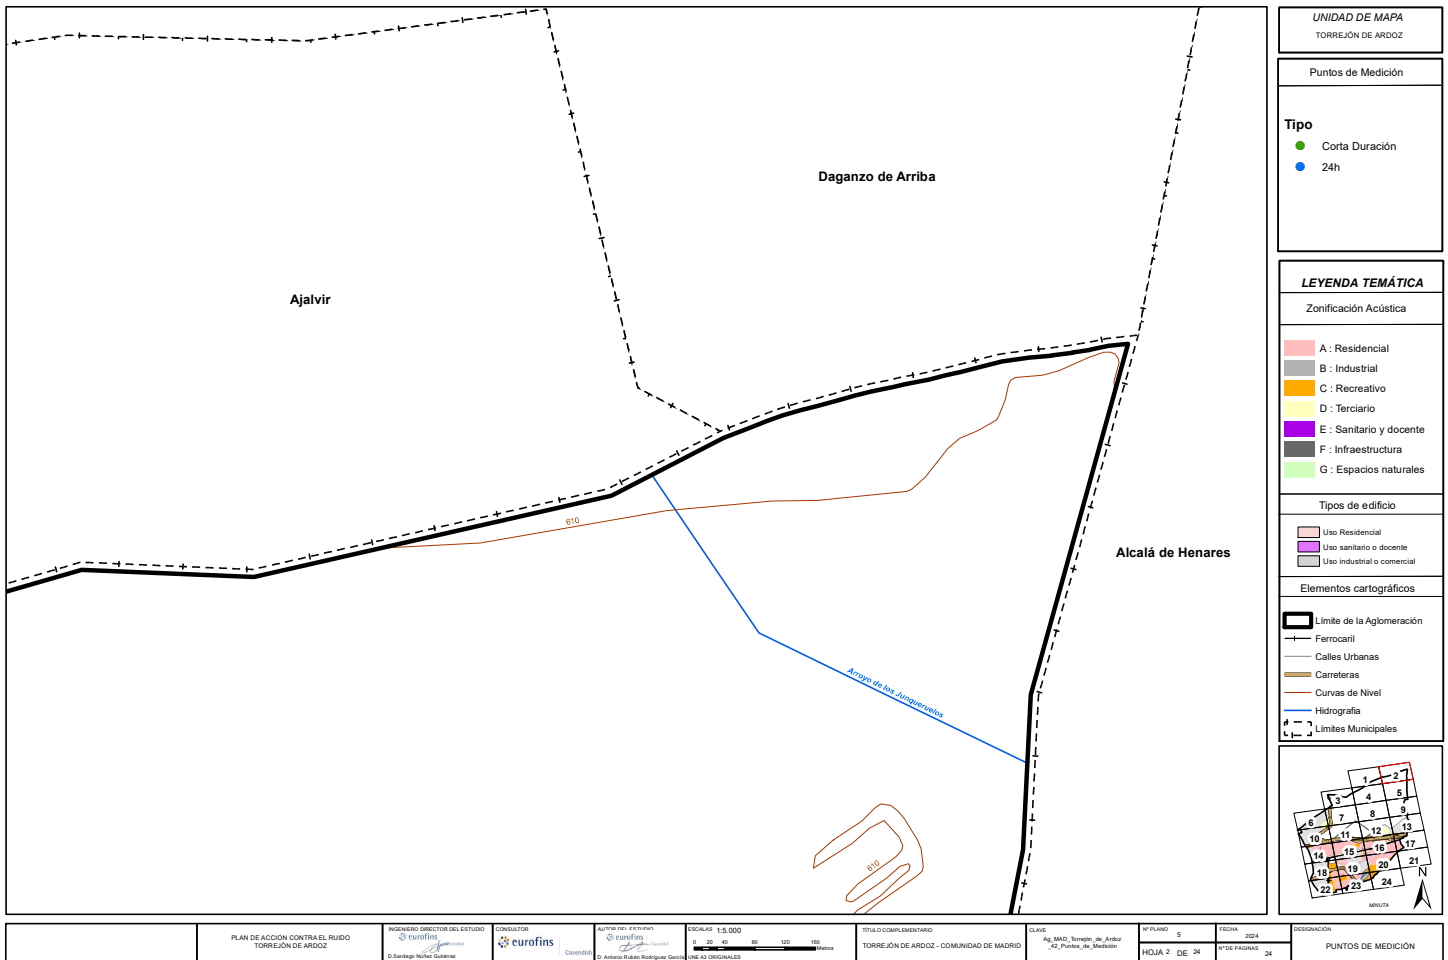 Daganzo de Arriba
Ajalvir
Alcalá de Henares
610
Arroyo de los Junqueruelos
610
UNIDAD DE MAPA
TORREJÓN DE ARDOZ
Puntos de Medición
Tipo
Corta Duración
24h
LEYENDA TEMÁTICA
Zonificación Acústica
A : Residencial
B : Industrial
C : Recreativo
D : Terciario
E : Sanitario y docente
F : Infraestructura
G : Espacios naturales
Tipos de edificio
Uso Residencial
Uso sanitario o docente
Uso industrial o comercial
Elementos cartográficos
Límite de la Aglomeración
Ferrocaril
Calles Urbanas
Carreteras
Curvas de Nivel
Hidrografia
Límites Municipales
1 2
3 4 5
6 7 8 9
10 11 12 13
14 15 16 17
18 19 20 21
22 23 24
N
MINUTA
PLAN DE ACCION CONTRA EL RUIDO
TORREJÓN DE ARDOZ
INGENIERO DIRECTOR DEL ESTUDIO
eurofins
Cavendish
D.Santiago Núñez Gutiérrez
CONSULTOR
eurofins
Cavendish
AUTOR DEL ESTUDIO
eurofins
Cavendish
D. Antonio Rubén Rodríguez García
ESCALAS 1:5.000
0 20 40 80 120 160
Metros
UNE A3 ORIGINALES
TÍTULO COMPLEMENTARIO
TORREJÓN DE ARDOZ - COMUNIDAD DE MADRID
CLAVE
Ag_MAD_Torrejón_de_Ardoz
_42_Puntos_de_Medición
Nº PLANO
5
HOJA 2 DE 24
FECHA
2024
Nº DE PÁGINAS
24
DESIGNACIÓN
PUNTOS DE MEDICIÓN